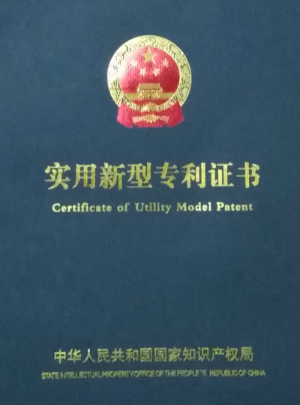 实用新型专利证书
Certificate of Utility Model Patent
中华人民共和国国家知识产权局
STATE INTELLECTUAL PROPERTY OFFICE OF THE PEOPLE'S REPUBLIC OF CHINA